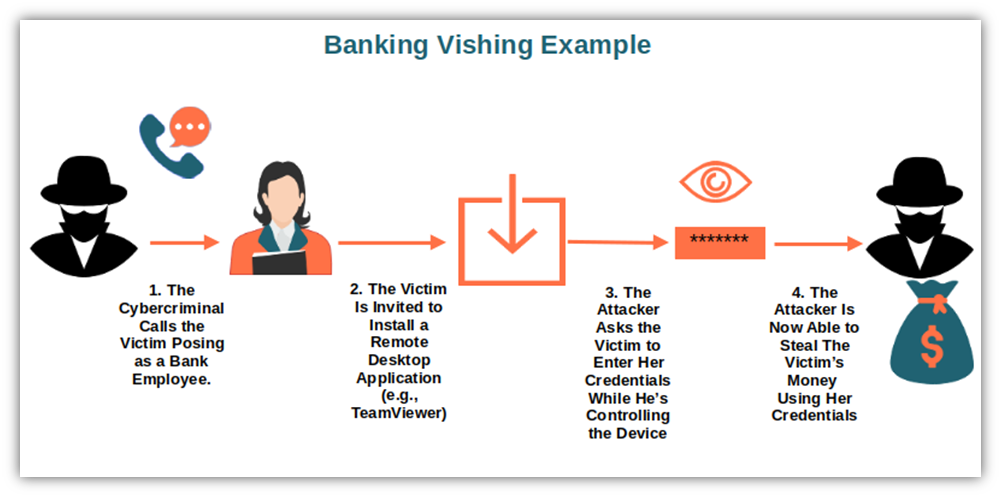 Banking Vishing Example
1. The
Cybercriminal
Calls the
Victim Posing
as a Bank
Employee.
2. The Victim
Is Invited to
Install a
Remote
Desktop
Application
(e.g.,
TeamViewer)
*******
3. The
Attacker
Asks the
Victim to
Enter Her
Credentials
While He’s
Controlling
the Device
4. The
Attacker Is
Now Able to
Steal The
Victim’s
Money
Using Her
Credentials
$